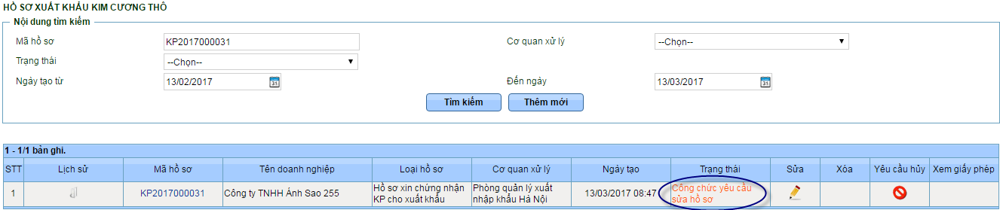 HỒ SƠ XUẤT KHẨU KIM CƯƠNG THÔ
Nội dung tìm kiếm
Mã hồ sơ KP2017000031 Cơ quan xử lý --Chọn--
Trạng thái --Chọn--
Ngày tạo từ 13/02/2017 31 Đến ngày 13/03/2017 31
Tìm kiếm Thêm mới
1 - 1/1 bản ghi.
STT Lịch sử Mã hồ sơ Tên doanh nghiệp Loại hồ sơ Cơ quan xử lý Ngày tạo Trạng thái Sửa Xóa Yêu cầu hủy Xem giấy phép
1 KP2017000031 Công ty TNHH Ánh Sao 255 Hồ sơ xin chứng nhận Phòng quản lý xuất 13/03/2017 08:47 Công chức yêu cầu
KP cho xuất khẩu nhập khẩu Hà Nội sửa hồ sơ